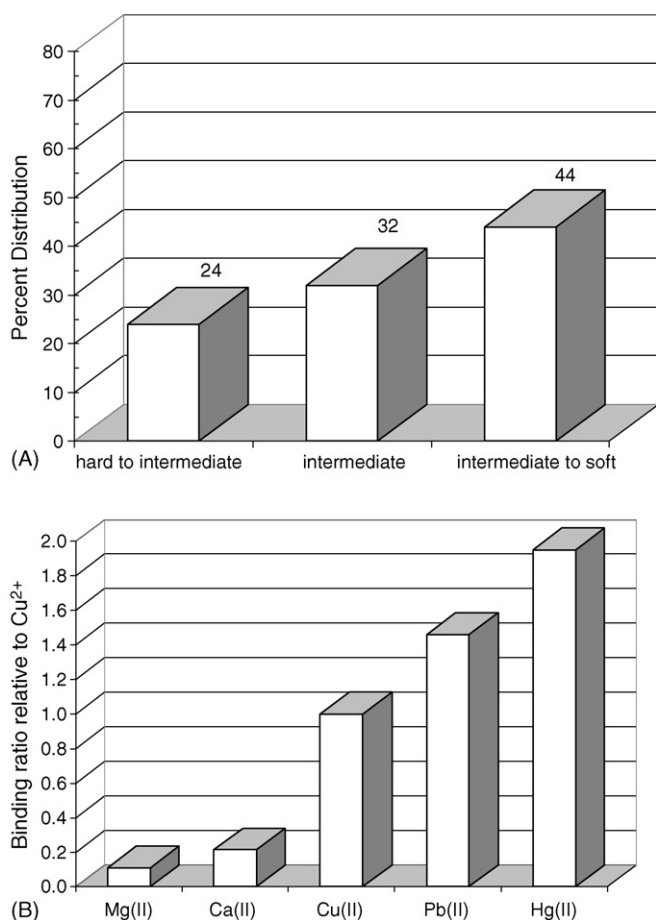 80
70
60
50
40
30
20
10
0
Percent Distribution
24
32
44
(A)
hard to intermediate
intermediate
intermediate to soft
2.0
1.8
1.6
1.4
1.2
1.0
0.8
0.6
0.4
0.2
0.0
Binding ratio relative to Cu²⁺
(B)
Mg(II)
Ca(II)
Cu(II)
Pb(II)
Hg(II)